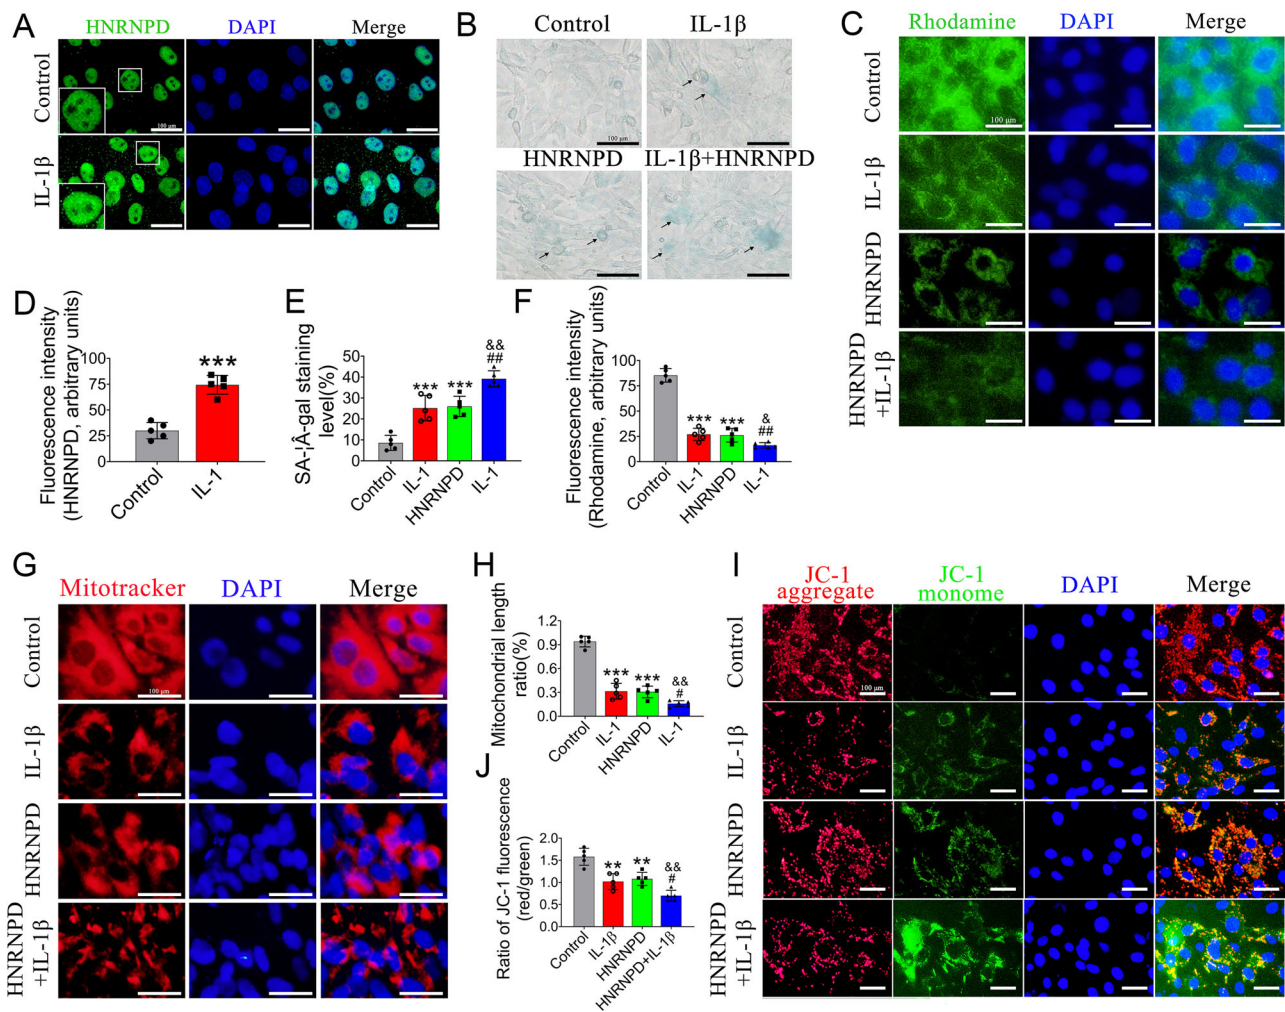 A
HNRNPD
DAPI
Merge
Control
100 μm
IL-1β
B
Control
IL-1β
100 μm
HNRNPD
IL-1β+HNRNPD
C
Rhodamine
DAPI
Merge
Control
100 μm
IL-1β
HNRNPD
HNRNPD
+IL-1β
D
Fluorescence intensity
(HNRNPD, arbitrary units)
100
75
50
25
0
***
Control
IL-1
E
SA-¦Â-gal staining
level(%)
50
40
30
20
10
0
***
***
&&
##
Control
IL-1
HNRNPD
IL-1
F
Fluorescence intensity
(Rhodamine, arbitrary units)
100
75
50
25
0
***
***
&
##
Control
IL-1
HNRNPD
IL-1
G
Mitotracker
DAPI
Merge
Control
100 μm
IL-1β
HNRNPD
HNRNPD
+IL-1β
H
Mitochondrial length
ratio(%)
1.2
0.9
0.6
0.3
0.0
***
***
&&
#
Control
IL-1
HNRNPD
IL-1
I
JC-1
aggregate
JC-1
monome
DAPI
Merge
Control
100 μm
IL-1β
HNRNPD
HNRNPD
+IL-1β
J
Ratio of JC-1 fluorescence
(red/green)
2.0
1.5
1.0
0.5
0.0
**
**
&&
#
Control
IL-1β
HNRNPD
HNRNPD+IL-1β